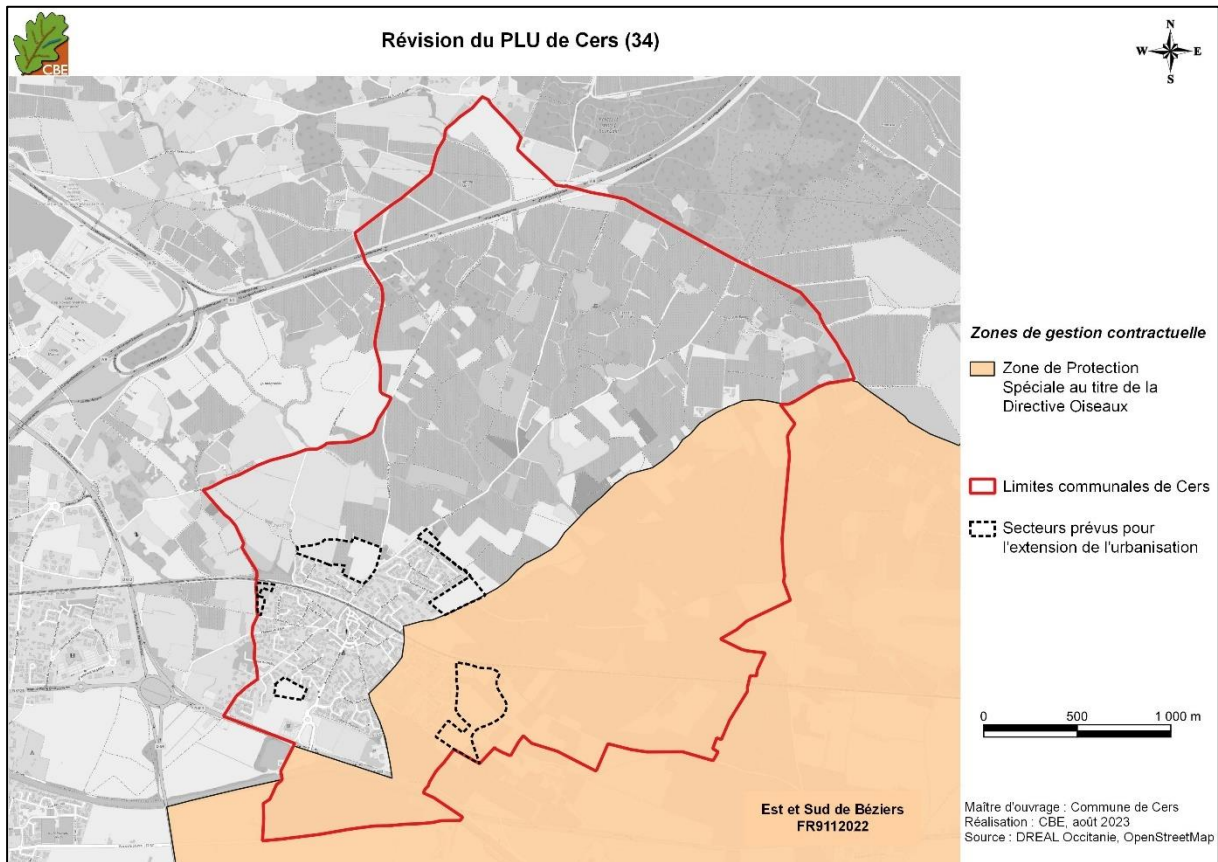 CBE
Révision du PLU de Cers (34)
N
W E
S
Zones de gestion contractuelle
Zone de Protection
Spéciale au titre de la
Directive Oiseaux
Limites communales de Cers
Secteurs prévus pour
l'extension de l'urbanisation
0 500 1 000 m
Est et Sud de Béziers
FR9112022
Maître d'ouvrage : Commune de Cers
Réalisation : CBE, août 2023
Source : DREAL Occitanie, OpenStreetMap